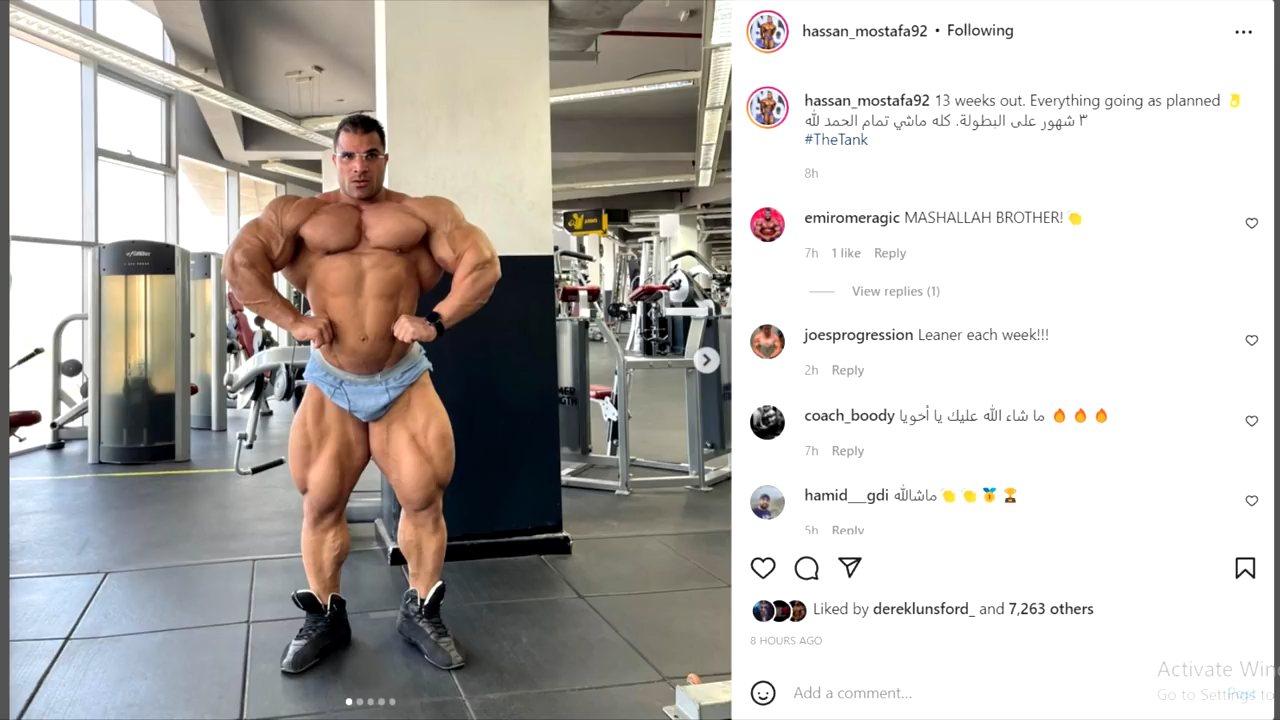 hassan_mostafa92 • Following
hassan_mostafa92 13 weeks out. Everything going as planned 👌
٣ شهور على البطولة. كله ماشي تمام الحمد لله
#TheTank
8h
emiromeragic MASHALLAH BROTHER! 👏
7h 1 like Reply
View replies (1)
joesprogression Leaner each week!!!
2h Reply
coach_boody ما شاء الله عليك يا أخويا 🔥🔥🔥
7h Reply
hamid___gdi ماشالله 👏👏🥇🏆
5h Reply
Liked by dereklunsford_ and 7,263 others
8 HOURS AGO
Add a comment...
Post
Activate Win
Go to Settings to